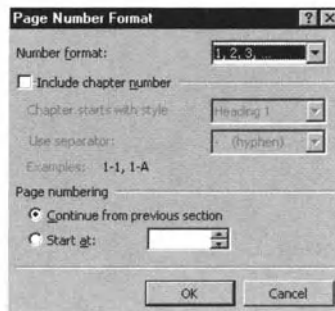 Page Number Format
Number format: 1, 2, 3, ...
Include chapter number
Chapter starts with style Heading 1
Use separator: - (hyphen)
Examples: 1-1, 1-A
Page numbering
Continue from previous section
Start at:
OK Cancel